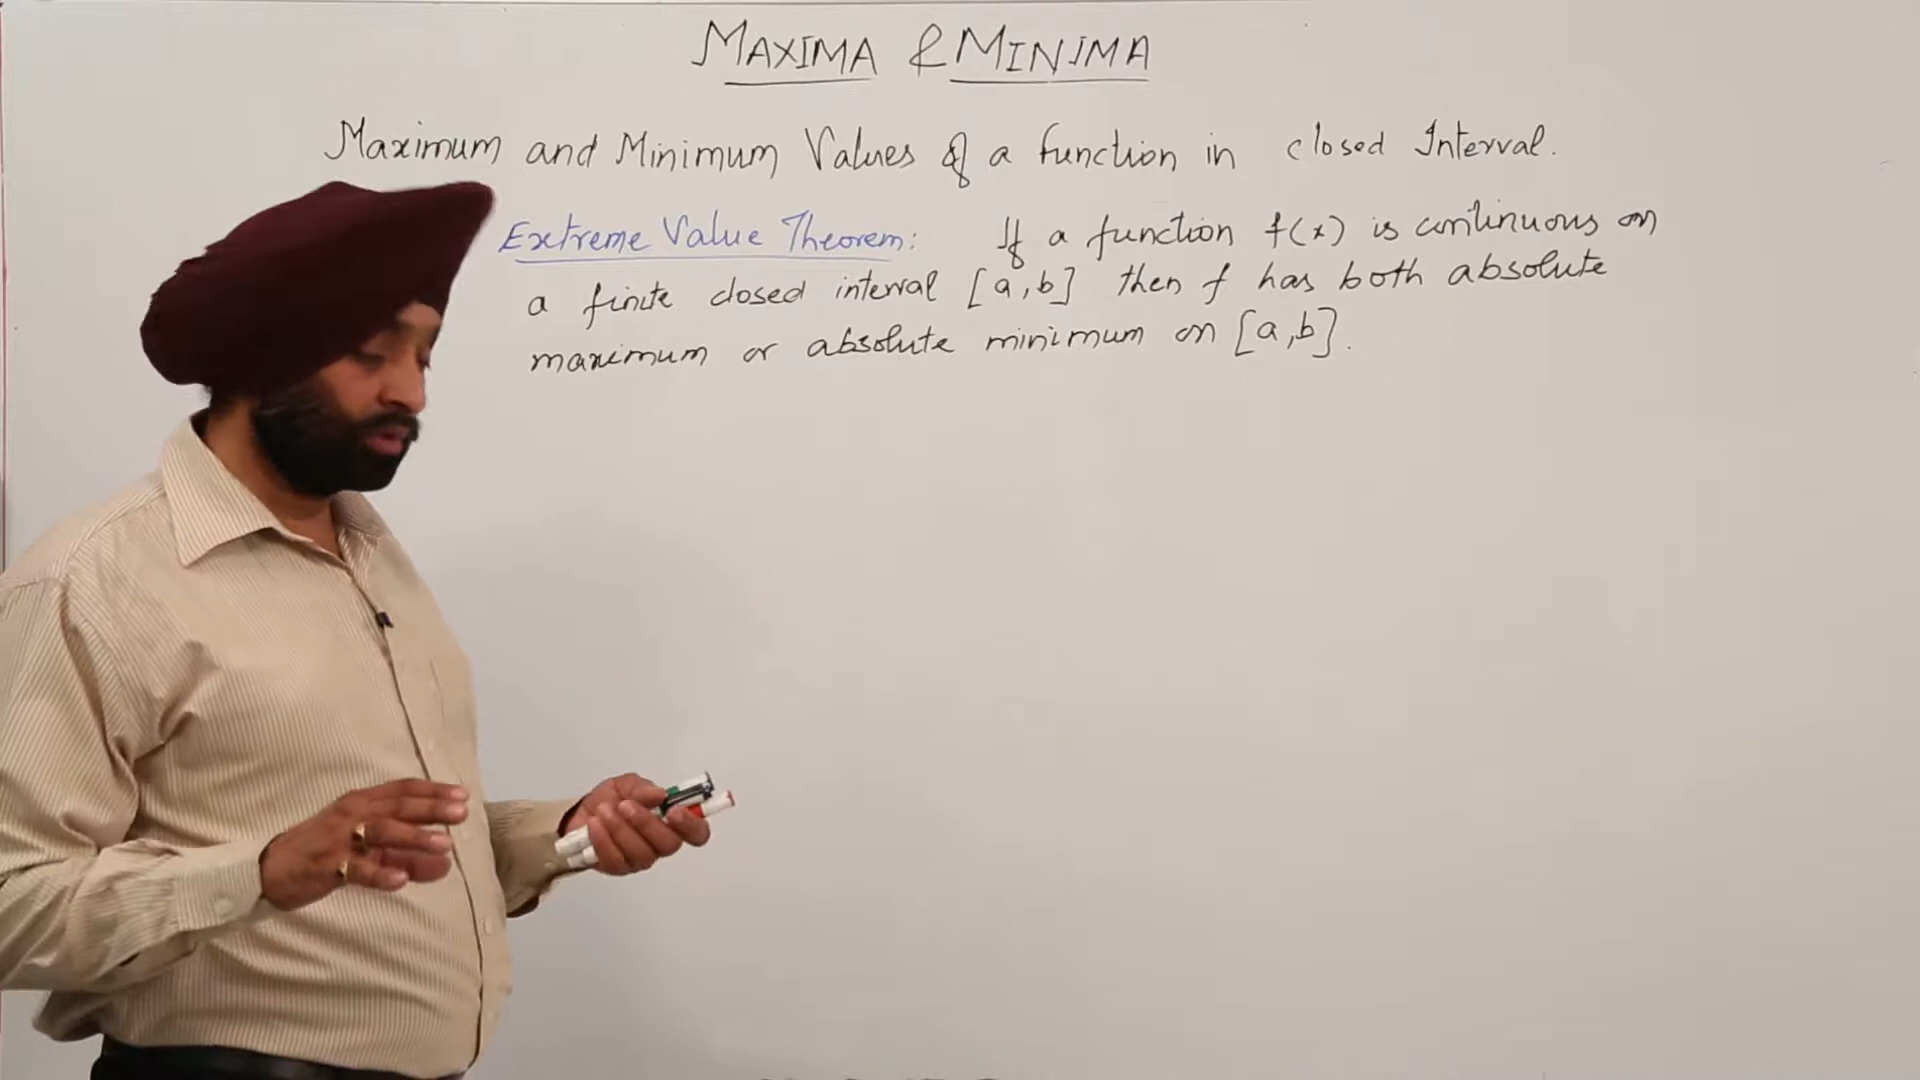 MAXIMA & MINIMA
Maximum and Minimum Values of a function in closed Interval.
Extreme Value Theorem: If a function f(x) is continuous on
a finite closed interval [a,b] then f has both absolute
maximum or absolute minimum on [a,b].